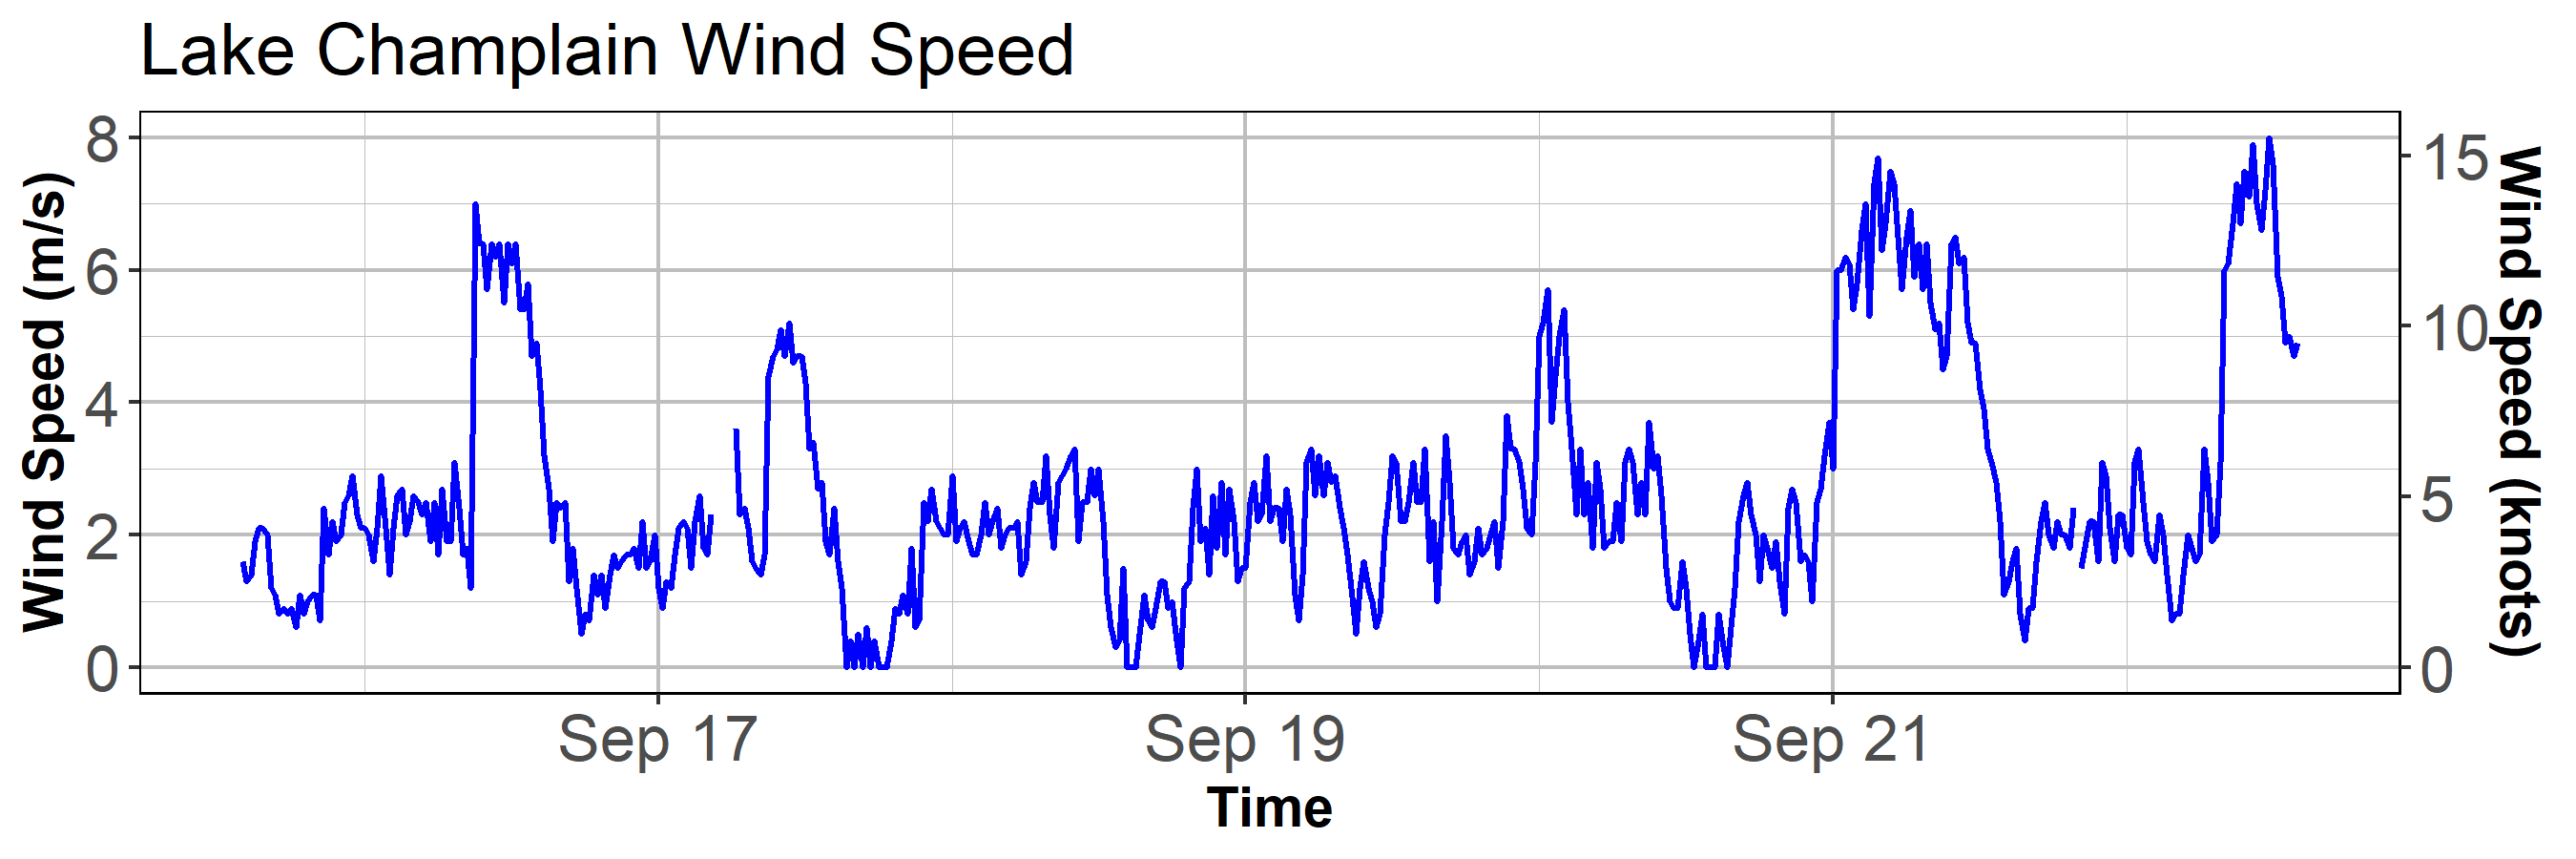 Lake Champlain Wind Speed
Wind Speed (m/s)
8
6
4
2
0
15
10
5
0
Wind Speed (knots)
Sep 17 Sep 19 Sep 21
Time